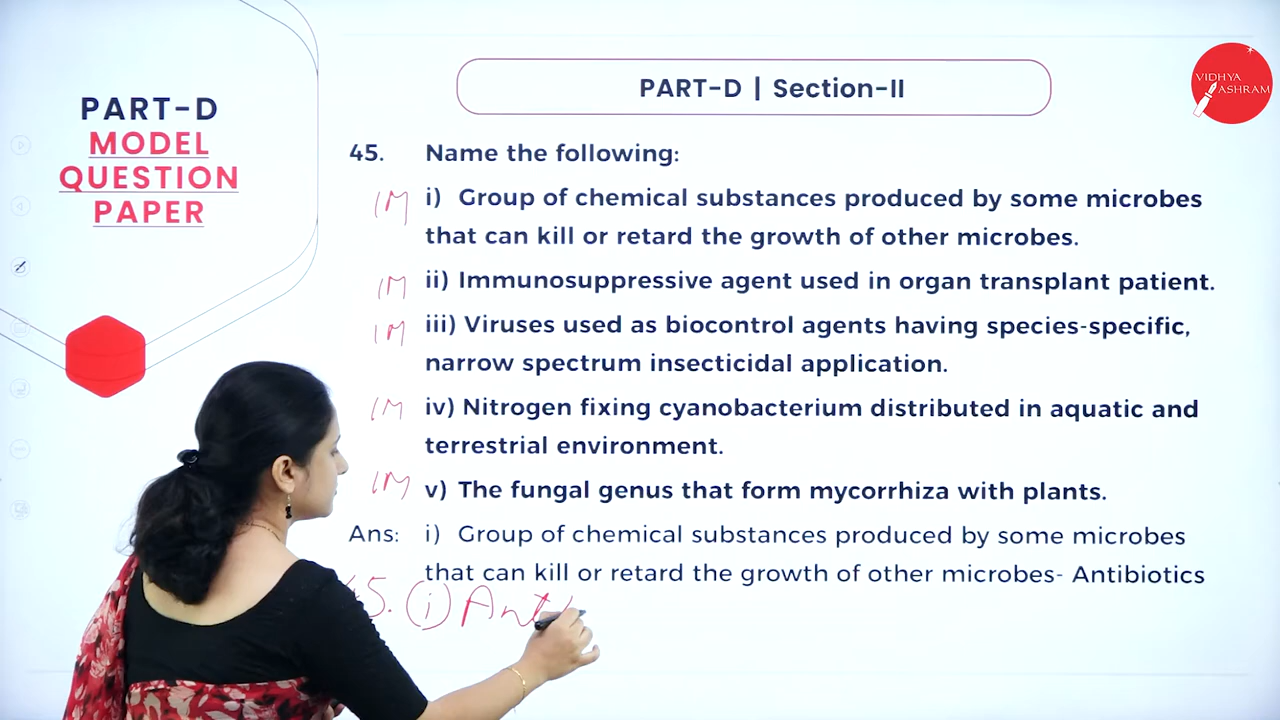 PART-D
MODEL
QUESTION
PAPER
PART-D | Section-II
VIDHYA
ASHRAM
45. Name the following:
1M i) Group of chemical substances produced by some microbes
that can kill or retard the growth of other microbes.
1M ii) Immunosuppressive agent used in organ transplant patient.
1M iii) Viruses used as biocontrol agents having species-specific,
narrow spectrum insecticidal application.
1M iv) Nitrogen fixing cyanobacterium distributed in aquatic and
terrestrial environment.
1M v) The fungal genus that form mycorrhiza with plants.
Ans: i) Group of chemical substances produced by some microbes
that can kill or retard the growth of other microbes- Antibiotics
45. (i) Anti